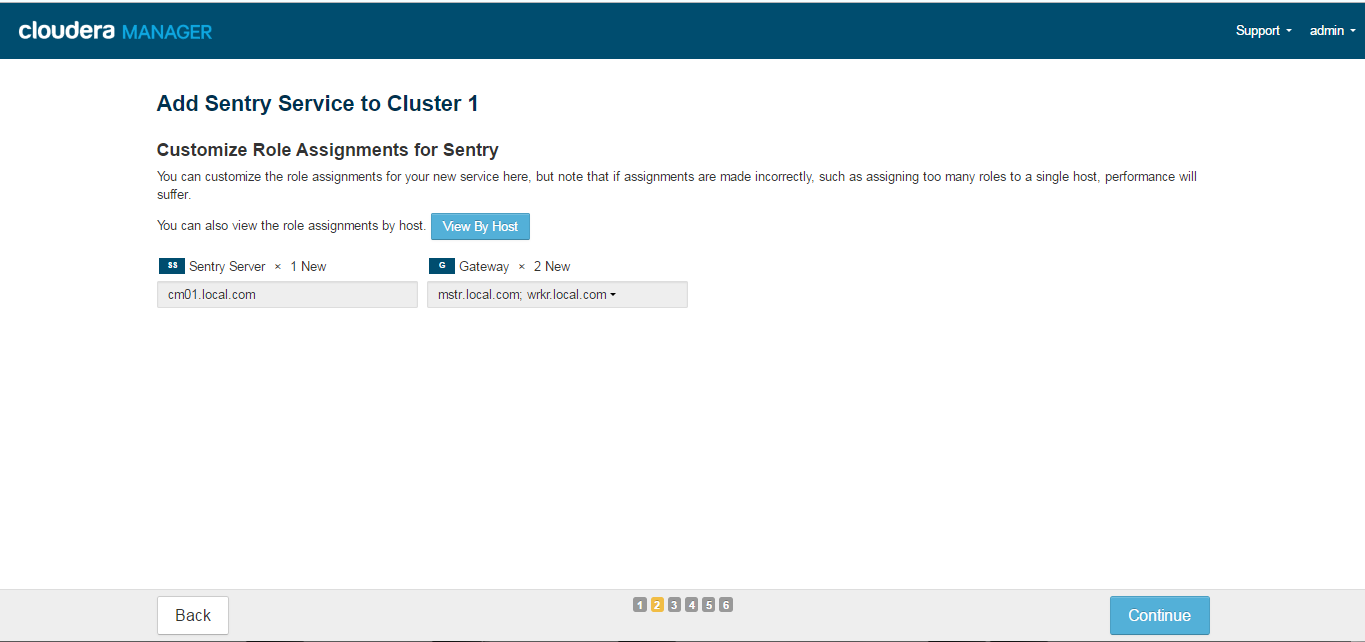 cloudera MANAGER
Support admin
Add Sentry Service to Cluster 1
Customize Role Assignments for Sentry
You can customize the role assignments for your new service here, but note that if assignments are made incorrectly, such as assigning too many roles to a single host, performance will
suffer.
You can also view the role assignments by host. View By Host
SS Sentry Server × 1 New G Gateway × 2 New
cm01.local.com mstr.local.com; wrkr.local.com
Back 1 2 3 4 5 6 Continue